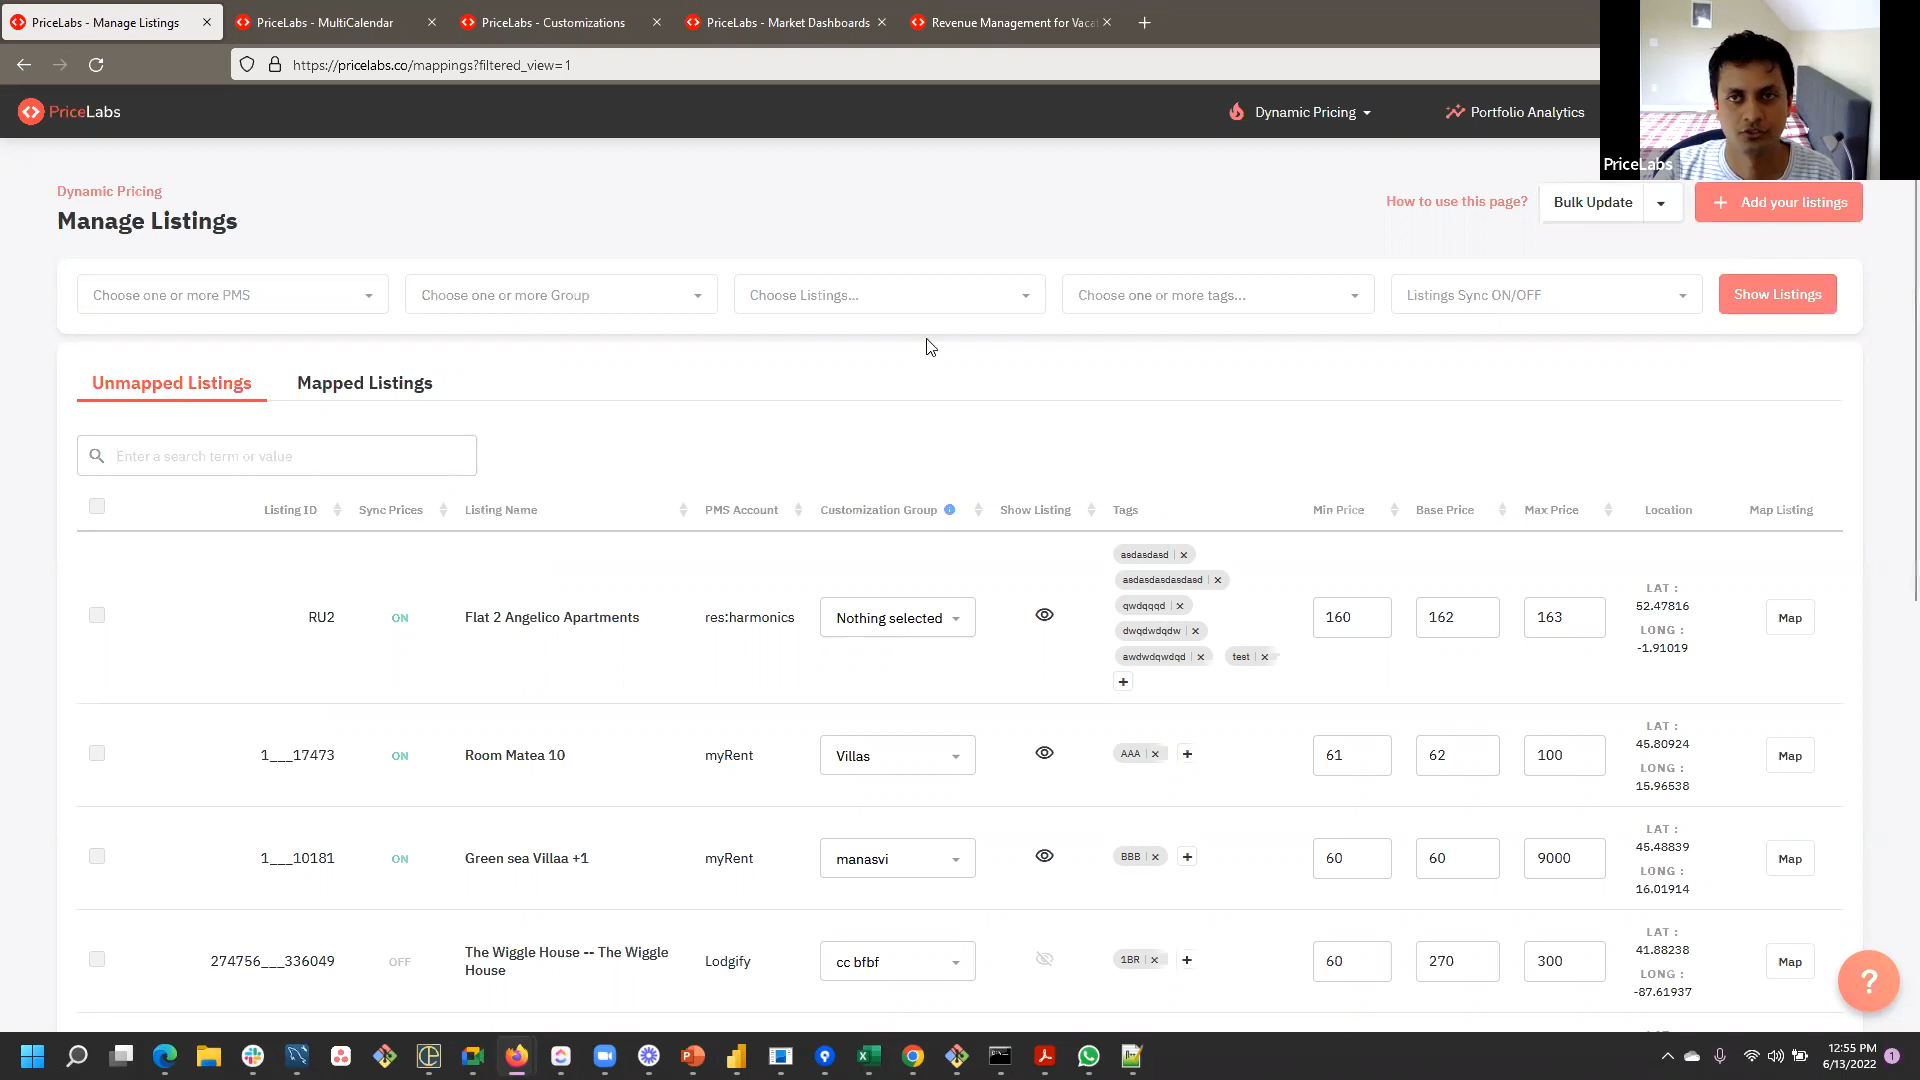 PriceLabs - Manage Listings
PriceLabs - MultiCalendar
PriceLabs - Customizations
PriceLabs - Market Dashboards
Revenue Management for Vaca
https://pricelabs.co/mappings?filtered_view=1
PriceLabs
Dynamic Pricing
Portfolio Analytics
PriceLabs
Dynamic Pricing
Manage Listings
How to use this page?
Bulk Update
+ Add your listings
Choose one or more PMS
Choose one or more Group
Choose Listings...
Choose one or more tags...
Listings Sync ON/OFF
Show Listings
Unmapped Listings
Mapped Listings
Enter a search term or value
Listing ID Sync Prices Listing Name PMS Account Customization Group Show Listing Tags Min Price Base Price Max Price Location Map Listing
asdasdasd
asdasdasdasdasd
qwdqqqd
dwqdwdqdw
awdwdqwdqd test
+
RU2 ON Flat 2 Angelico Apartments res:harmonics Nothing selected 160 162 163
LAT :
52.47816
LONG :
-1.91019
Map
1___17473 ON Room Matea 10 myRent Villas AAA + 61 62 100
LAT :
45.80924
LONG :
15.96538
Map
1___10181 ON Green sea Villaa +1 myRent manasvi BBB + 60 60 9000
LAT :
45.48839
LONG :
16.01914
Map
274756___336049 OFF The Wiggle House -- The Wiggle
House
Lodgify cc bfbf 1BR + 60 270 300
LAT :
41.88238
LONG :
-87.61937
Map
?
12:55 PM
6/13/2022
1